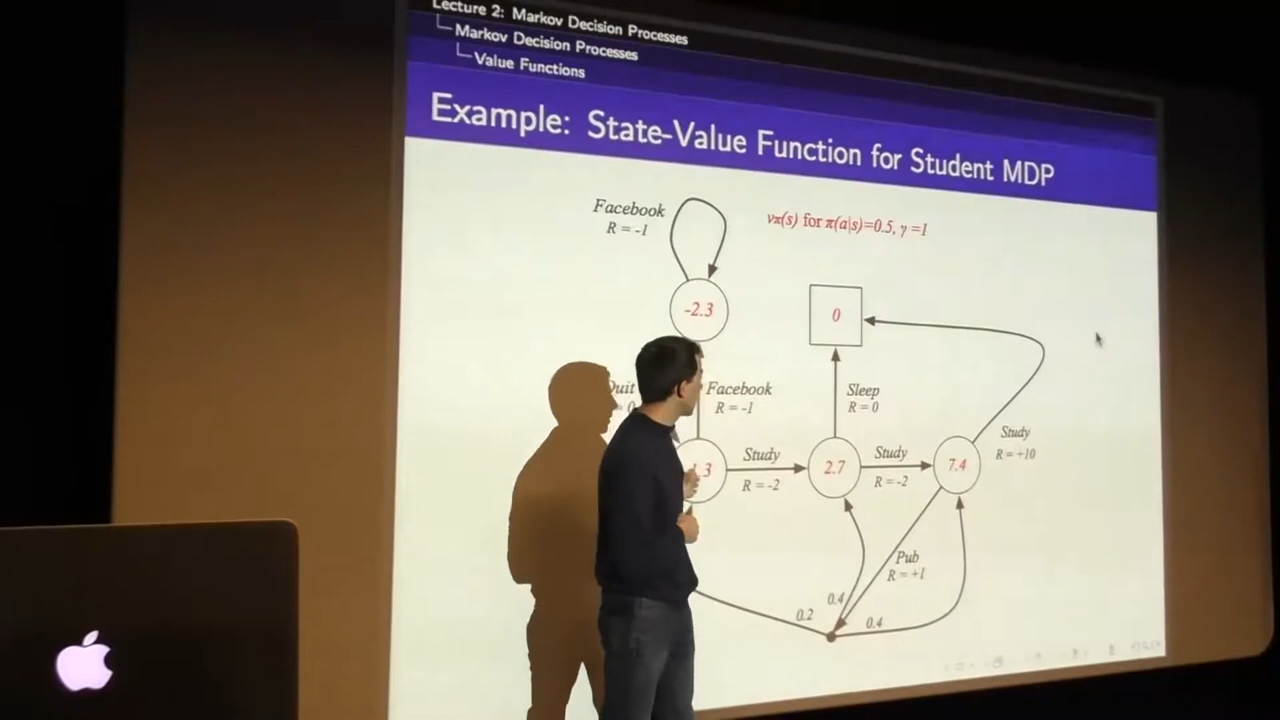 Lecture 2: Markov Decision Processes
Markov Decision Processes
Value Functions
Example: State-Value Function for Student MDP
Facebook
R = -1
vπ(s) for π(a|s)=0.5, γ =1
-2.3
0
Facebook
R = -1
Sleep
R = 0
Study
R = +10
Study
R = -2
2.7
Study
R = -2
7.4
Pub
R = +1
0.4
0.2
0.4